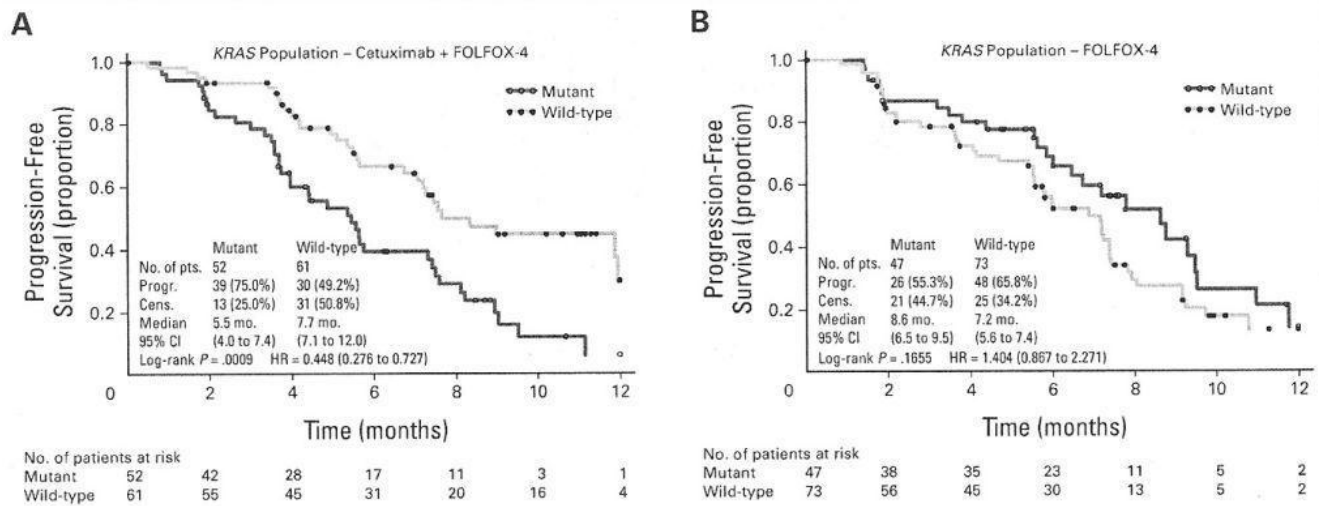 A
KRAS Population – Cetuximab + FOLFOX-4
Mutant
Wild-type
Progression-Free
Survival (proportion)
1.0
0.8
0.6
0.4
0.2
Mutant Wild-type
No. of pts. 52 61
Progr. 39 (75.0%) 30 (49.2%)
Cens. 13 (25.0%) 31 (50.8%)
Median 5.5 mo. 7.7 mo.
95% CI (4.0 to 7.4) (7.1 to 12.0)
Log-rank P = .0009 HR = 0.448 (0.276 to 0.727)
0 2 4 6 8 10 12
Time (months)
No. of patients at risk
Mutant 52 42 28 17 11 3 1
Wild-type 61 55 45 31 20 16 4
B
KRAS Population – FOLFOX-4
Mutant
Wild-type
Progression-Free
Survival (proportion)
1.0
0.8
0.6
0.4
0.2
Mutant Wild-type
No. of pts. 47 73
Progr. 26 (55.3%) 48 (65.8%)
Cens. 21 (44.7%) 25 (34.2%)
Median 8.6 mo. 7.2 mo.
95% CI (6.5 to 9.5) (5.6 to 7.4)
Log-rank P = .1655 HR = 1.404 (0.867 to 2.271)
0 2 4 6 8 10 12
Time (months)
No. of patients at risk
Mutant 47 38 35 23 11 5 2
Wild-type 73 56 45 30 13 5 2